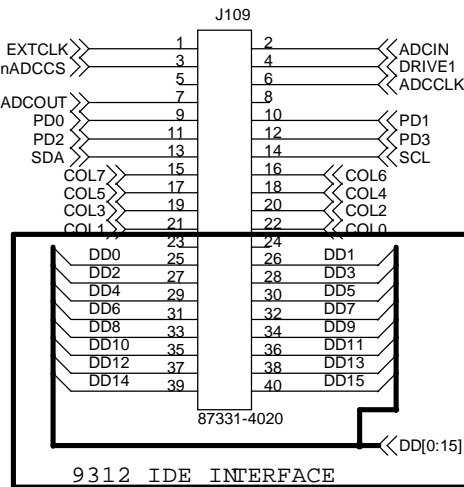 J109
EXTCLK 1 2 ADCIN
nADCCS 3 4 DRIVE1
5 6 ADCCLK
ADCOUT 7 8
PD0 9 10 PD1
PD2 11 12 PD3
SDA 13 14 SCL
COL7 15 16 COL6
COL5 17 18 COL4
COL3 19 20 COL2
COL1 21 22 COL0
23 24
DD0 25 26 DD1
DD2 27 28 DD3
DD4 29 30 DD5
DD6 31 32 DD7
DD8 33 34 DD9
DD10 35 36 DD11
DD12 37 38 DD13
DD14 39 40 DD15
87331-4020
DD[0:15]
9312 IDE INTERFACE